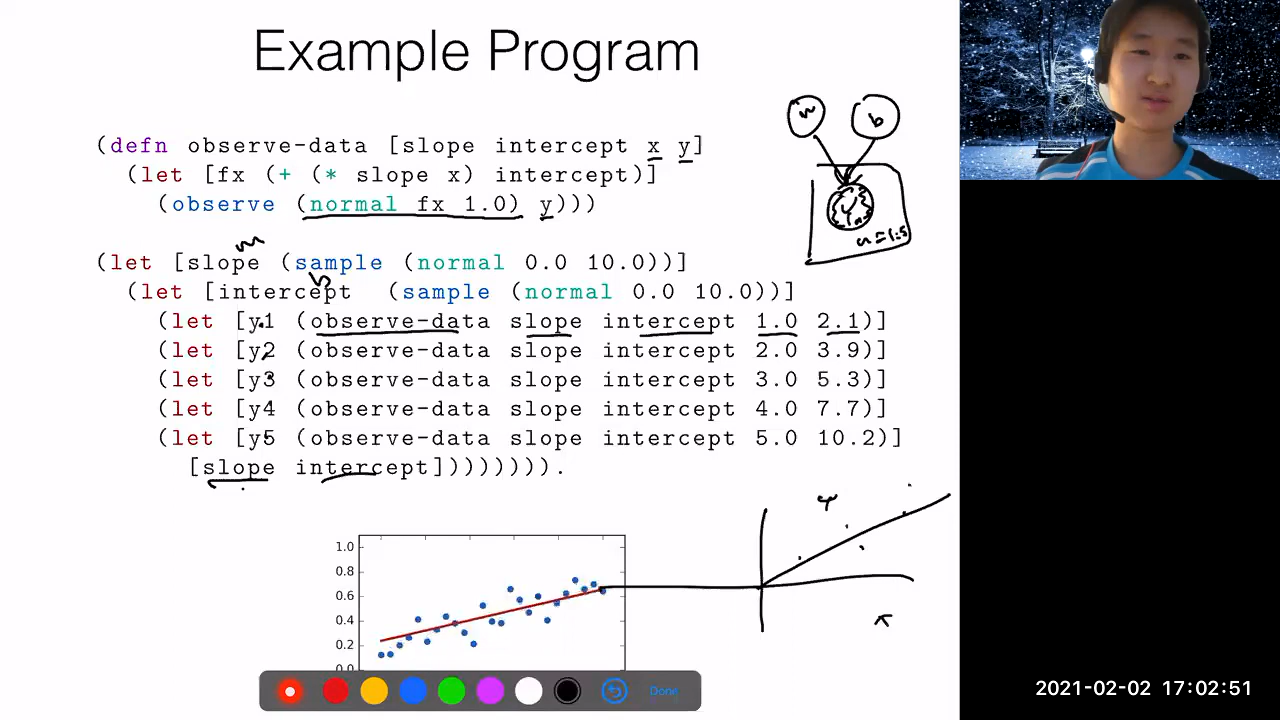 Example Program
(defn observe-data [slope intercept x y]
(let [fx (+ (* slope x) intercept)]
(observe (normal fx 1.0) y)))
m
(let [slope (sample (normal 0.0 10.0))]
b
(let [intercept (sample (normal 0.0 10.0))]
(let [y1 (observe-data slope intercept 1.0 2.1)]
(let [y2 (observe-data slope intercept 2.0 3.9)]
(let [y3 (observe-data slope intercept 3.0 5.3)]
(let [y4 (observe-data slope intercept 4.0 7.7)]
(let [y5 (observe-data slope intercept 5.0 10.2)]
[slope intercept]))))))).
m
b
Y
n=1:5
Y
x
1.0
0.8
0.6
0.4
0.2
0.0
Done
2021-02-02 17:02:51